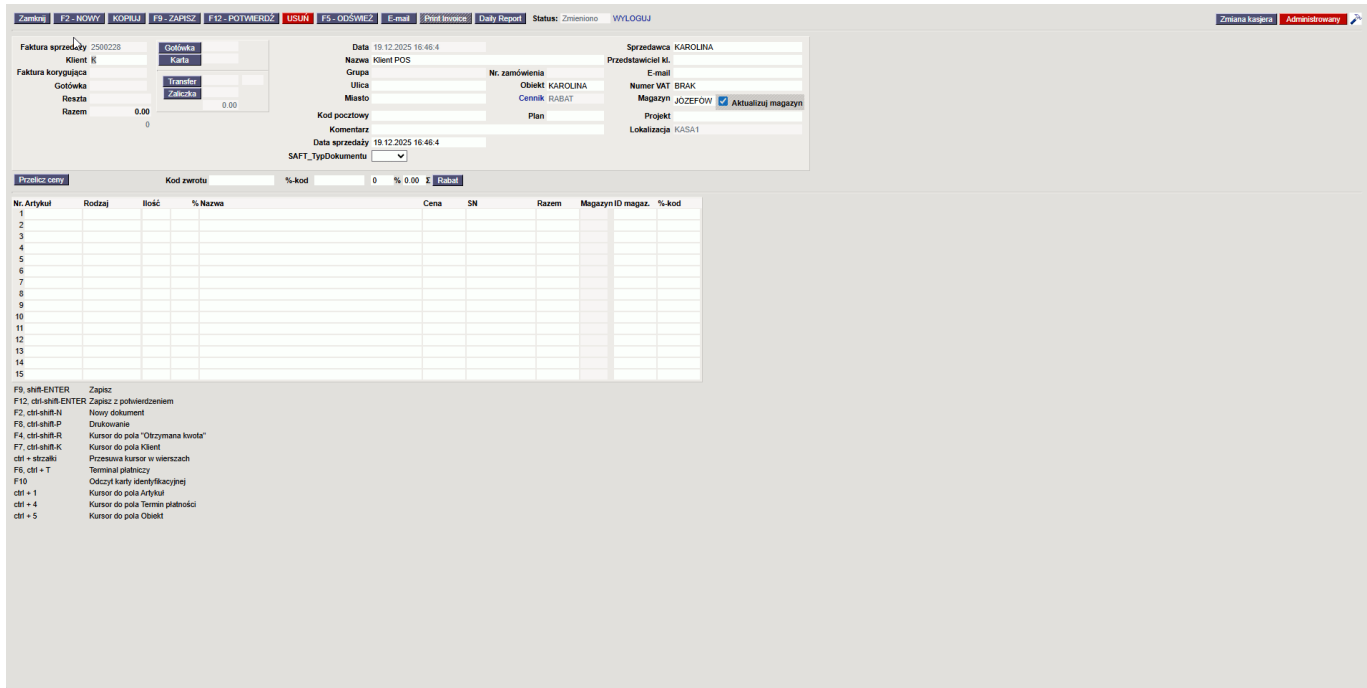 Zamknij F2 - NOWY KOPIUJ F9 - ZAPISZ F12 - POTWIERDŹ USUŃ F5 - ODŚWIEŻ E-mail Print Invoice Daily Report Status: Zmieniono WYLOGUJ Zmiana kasjera Administrowany
Faktura sprzedaży 2500228 Gotówka Data 19.12.2025 16:46:4 Sprzedawca KAROLINA
Klient K Karta Nazwa Klient POS Przedstawiciel kl.
Faktura korygująca Grupa Nr. zamówienia E-mail
Gotówka Transfer Ulica Obiekt KAROLINA Numer VAT BRAK
Reszta Zaliczka Miasto Cennik RABAT Magazyn JÓZEFÓW Aktualizuj magazyn
Razem 0.00 0.00 Kod pocztowy Plan Projekt
0 Komentarz Lokalizacja KASA1
Data sprzedaży 19.12.2025 16:46:4
SAFT_TypDokumentu
Przelicz ceny Kod zwrotu %-kod 0 % 0.00 Σ Rabat
Nr. Artykuł Rodzaj Ilość % Nazwa Cena SN Razem Magazyn ID magaz. %-kod
1
2
3
4
5
6
7
8
9
10
11
12
13
14
15
F9, shift-ENTER Zapisz
F12, ctrl-shift-ENTER Zapisz z potwierdzeniem
F2, ctrl-shift-N Nowy dokument
F8, ctrl-shift-P Drukowanie
F4, ctrl-shift-R Kursor do pola "Otrzymana kwota"
F7, ctrl-shift-K Kursor do pola Klient
ctrl + strzałki Przesuwa kursor w wierszach
F6, ctrl + T Terminal płatniczy
F10 Odczyt karty identyfikacyjnej
ctrl + 1 Kursor do pola Artykuł
ctrl + 4 Kursor do pola Termin płatności
ctrl + 5 Kursor do pola Obiekt